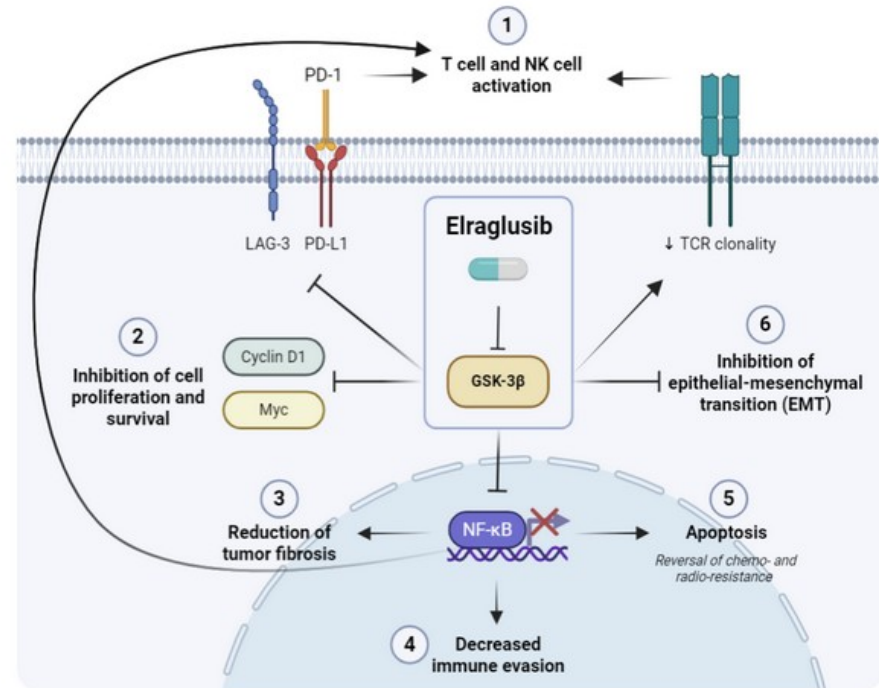 1
T cell and NK cell
activation
PD-1
LAG-3 PD-L1
Elraglusib
↓ TCR clonality
2
Inhibition of cell
proliferation and
survival
Cyclin D1
Myc
GSK-3β
6
Inhibition of
epithelial-mesenchymal
transition (EMT)
3
Reduction of
tumor fibrosis
NF-κB
5
Apoptosis
Reversal of chemo- and
radio-resistance
4
Decreased
immune evasion